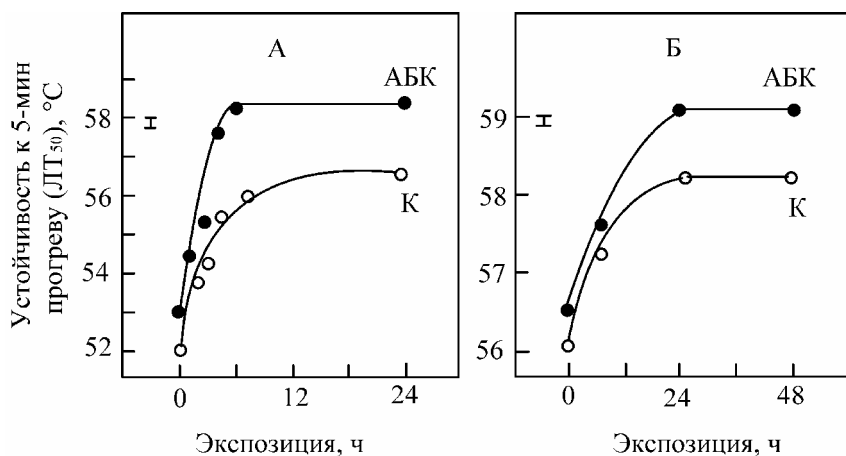 Устойчивость к 5-мин
прогреву (ЛТ50), °С
А
58
56
54
52
АБК
К
0
12
24
Экспозиция, ч
Б
59
58
57
56
АБК
К
0
24
48
Экспозиция, ч